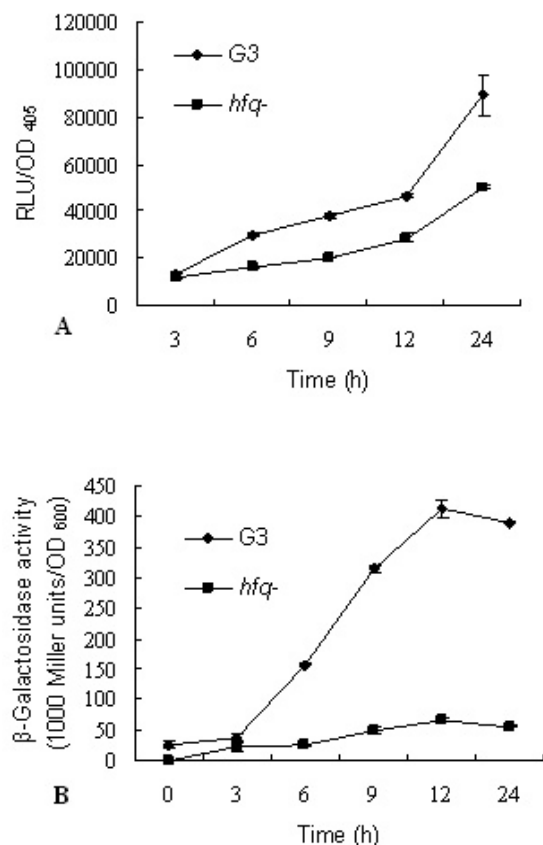 120000
100000
80000
60000
40000
20000
0
RLU/OD 405
G3
hfq-
3 6 9 12 24
Time (h)
A
450
400
350
300
250
200
150
100
50
0
β-Galactosidase activity
(1000 Miller units/OD 600)
G3
hfq-
0 3 6 9 12 24
Time (h)
B